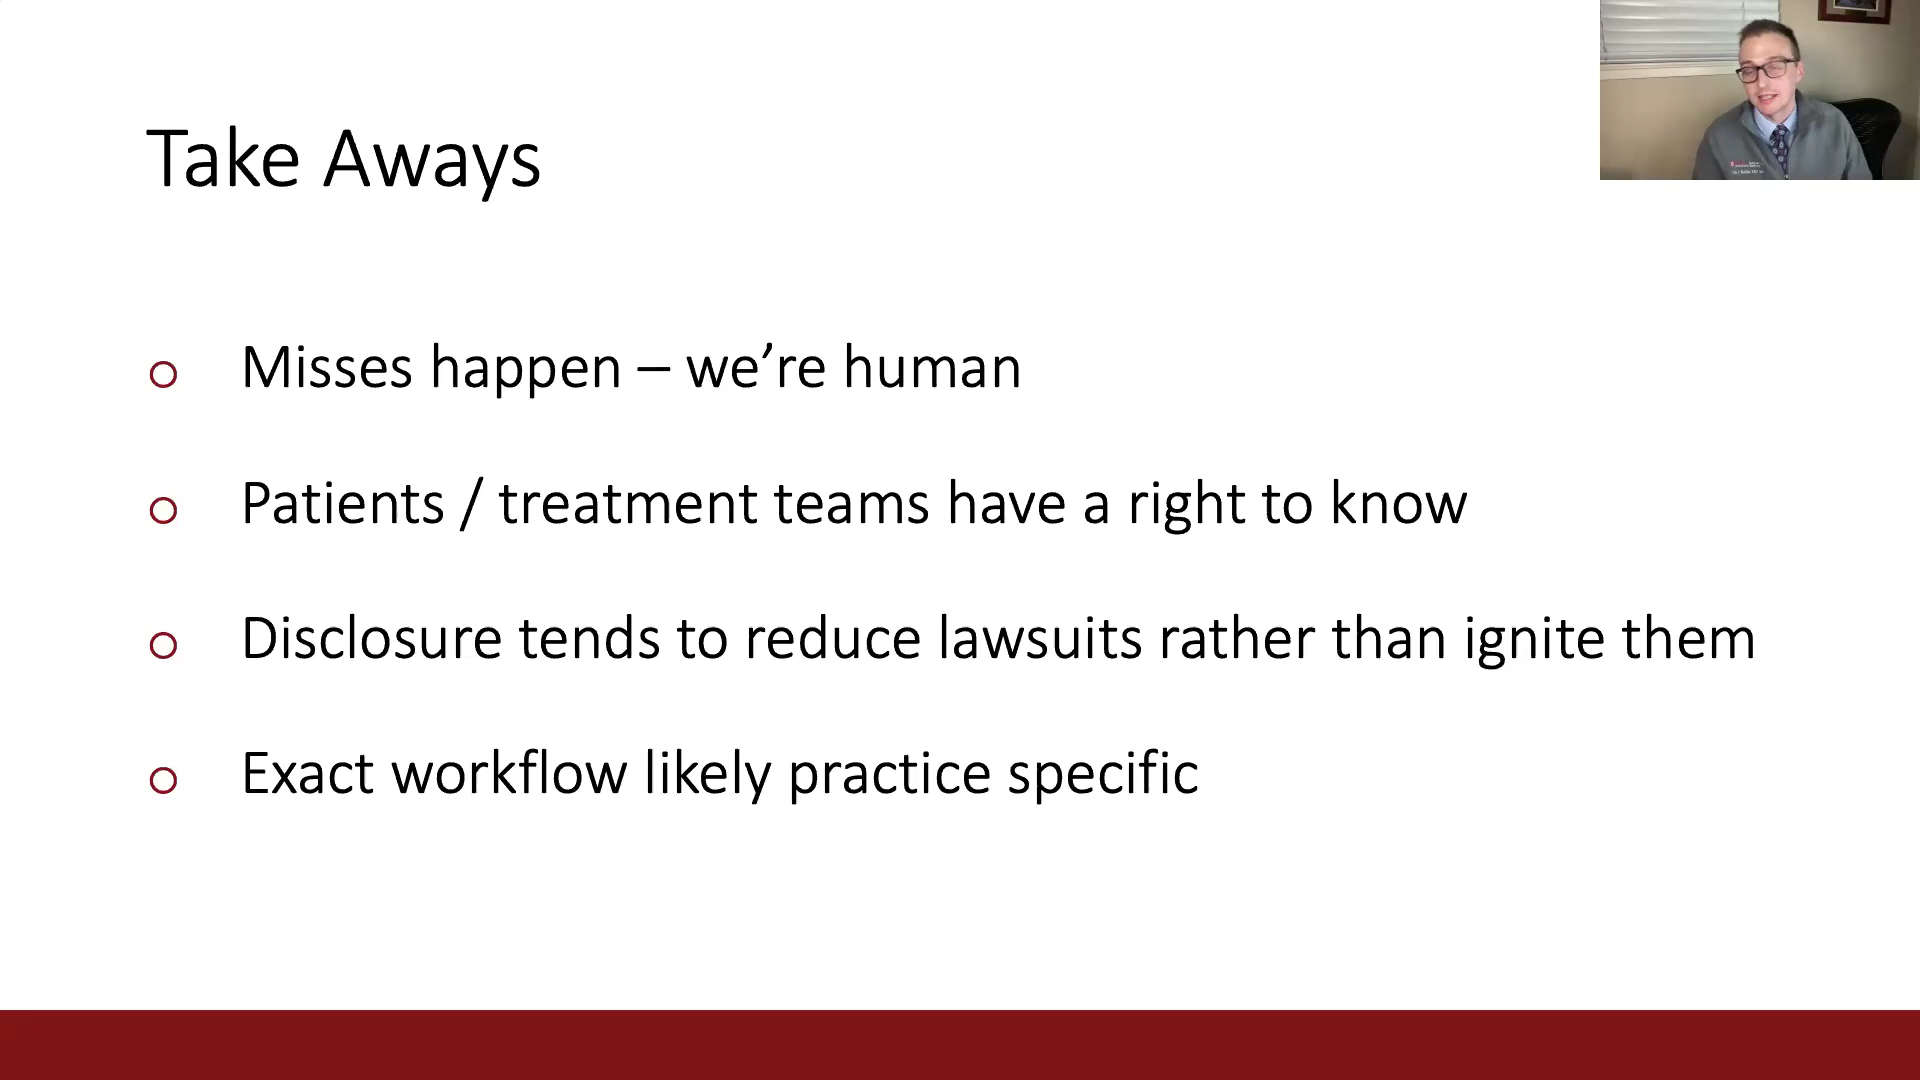 Take Aways
Misses happen – we’re human
Patients / treatment teams have a right to know
Disclosure tends to reduce lawsuits rather than ignite them
Exact workflow likely practice specific